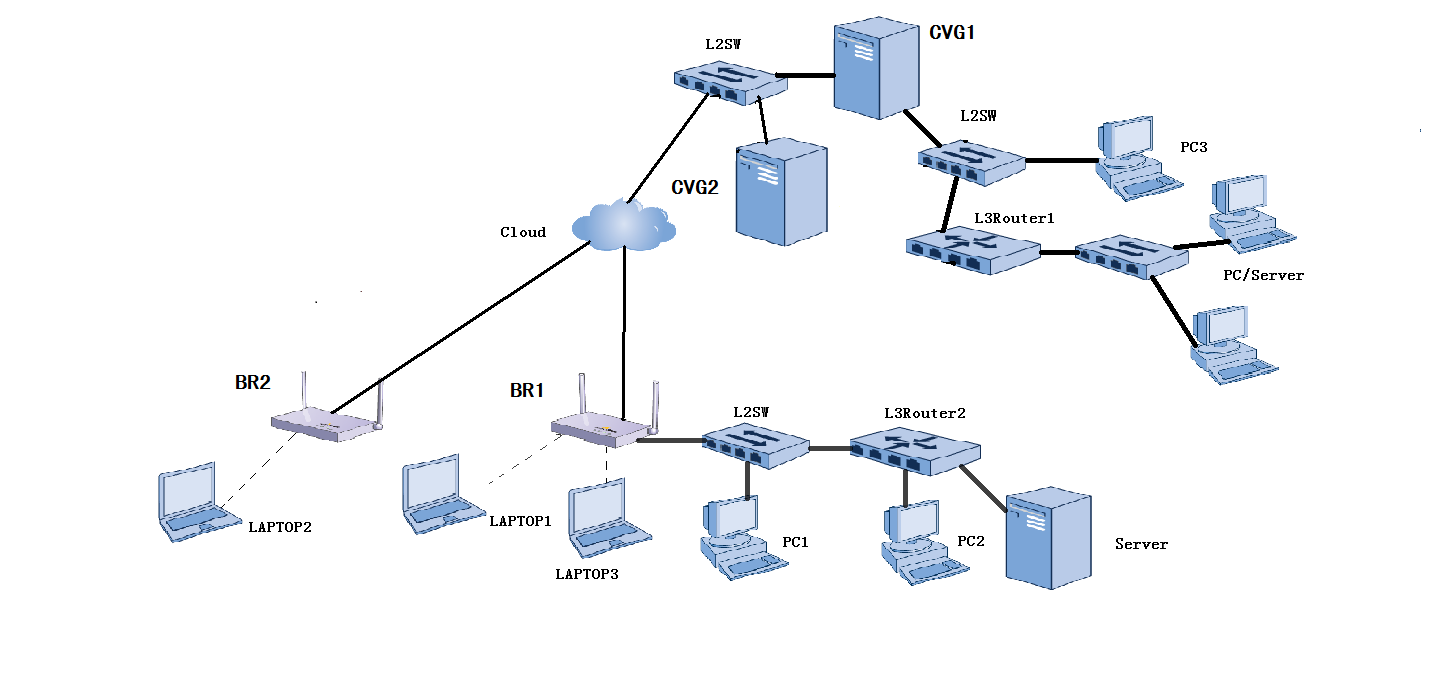 CVG1
L2SW
L2SW
PC3
CVG2
L3Router1
Cloud
PC/Server
BR2
BR1
L2SW
L3Router2
LAPTOP2
LAPTOP1
PC1
PC2
Server
LAPTOP3